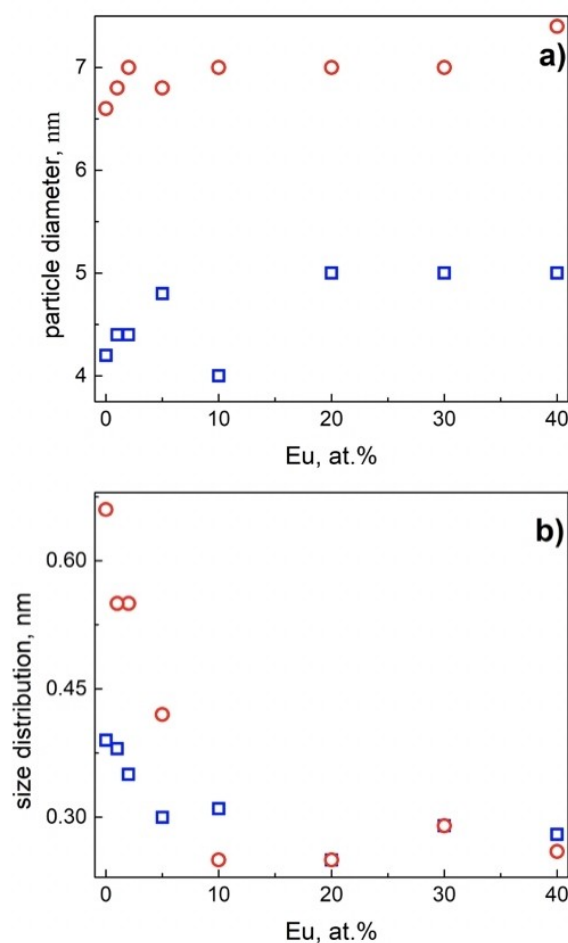 a)
7
6
5
4
particle diameter, nm
0 10 20 30 40
Eu, at.%
b)
0.60
0.45
0.30
size distribution, nm
0 10 20 30 40
Eu, at.%